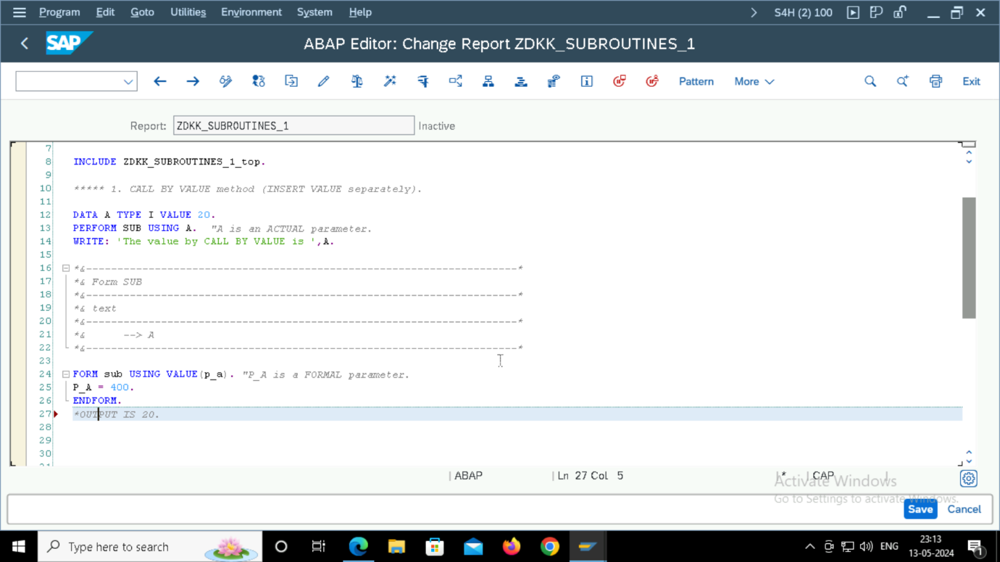 Program Edit Goto Utilities Environment System Help S4H (2) 100
SAP ABAP Editor: Change Report ZDKK_SUBROUTINES_1
Pattern More Exit
Report: ZDKK_SUBROUTINES_1 Inactive
7
8 INCLUDE ZDKK_SUBROUTINES_1_top.
9
10 ***** 1. CALL BY VALUE method (INSERT VALUE separately).
11
12 DATA A TYPE I VALUE 20.
13 PERFORM SUB USING A. "A is an ACTUAL parameter.
14 WRITE: 'The value by CALL BY VALUE is ',A.
15
16 *&---------------------------------------------------------------------*
17 *& Form SUB
18 *&---------------------------------------------------------------------*
19 *& text
20 *&---------------------------------------------------------------------*
21 *& --> A
22 *&---------------------------------------------------------------------*
23
24 FORM sub USING VALUE(p_a). "P_A is a FORMAL parameter.
25 P_A = 400.
26 ENDFORM.
27 *OUTPUT IS 20.
28
29
30
ABAP Ln 27 Col 5 * CAP
Activate Windows
Go to Settings to activate Windows.
Save Cancel
Type here to search ENG 23:13
13-05-2024 1